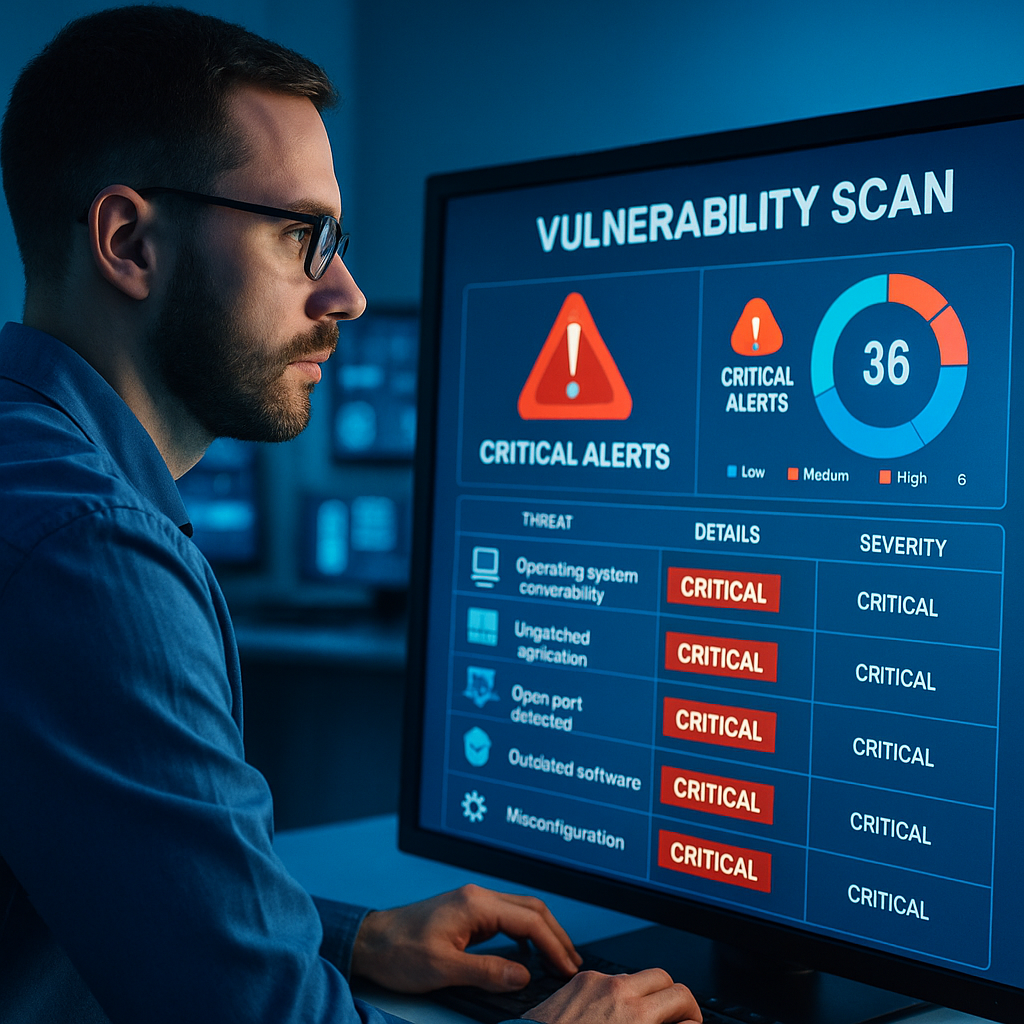 VULNERABILITY SCAN
CRITICAL ALERTS
CRITICAL
ALERTS
36
Low
Medum
High
6
THREAT
DETAILS
SEVERITY
Operating system
converability
CRITICAL
CRITICAL
Ungatched
agriication
CRITICAL
CRITICAL
Open port
detected
CRITICAL
CRITICAL
Outdated software
CRITICAL
CRITICAL
Misconfiguration
CRITICAL
CRITICAL